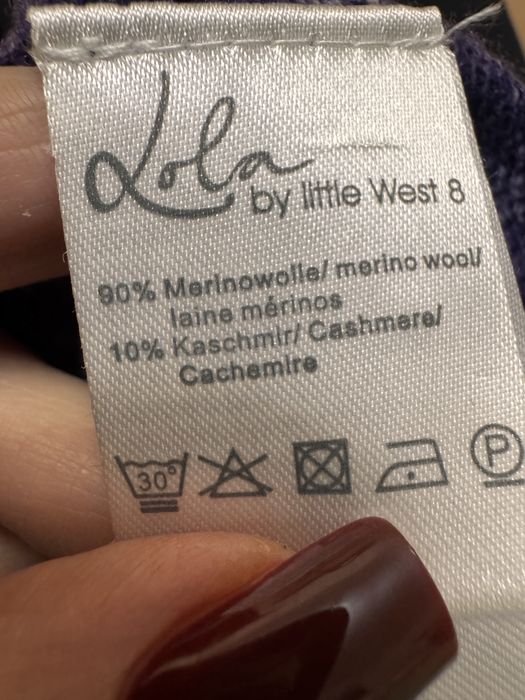 Lola
by little West 8
90% Merinowolle/ merino wool/
laine mérinos
10% Kaschmir/ Cashmere/
Cachemire
30°
P